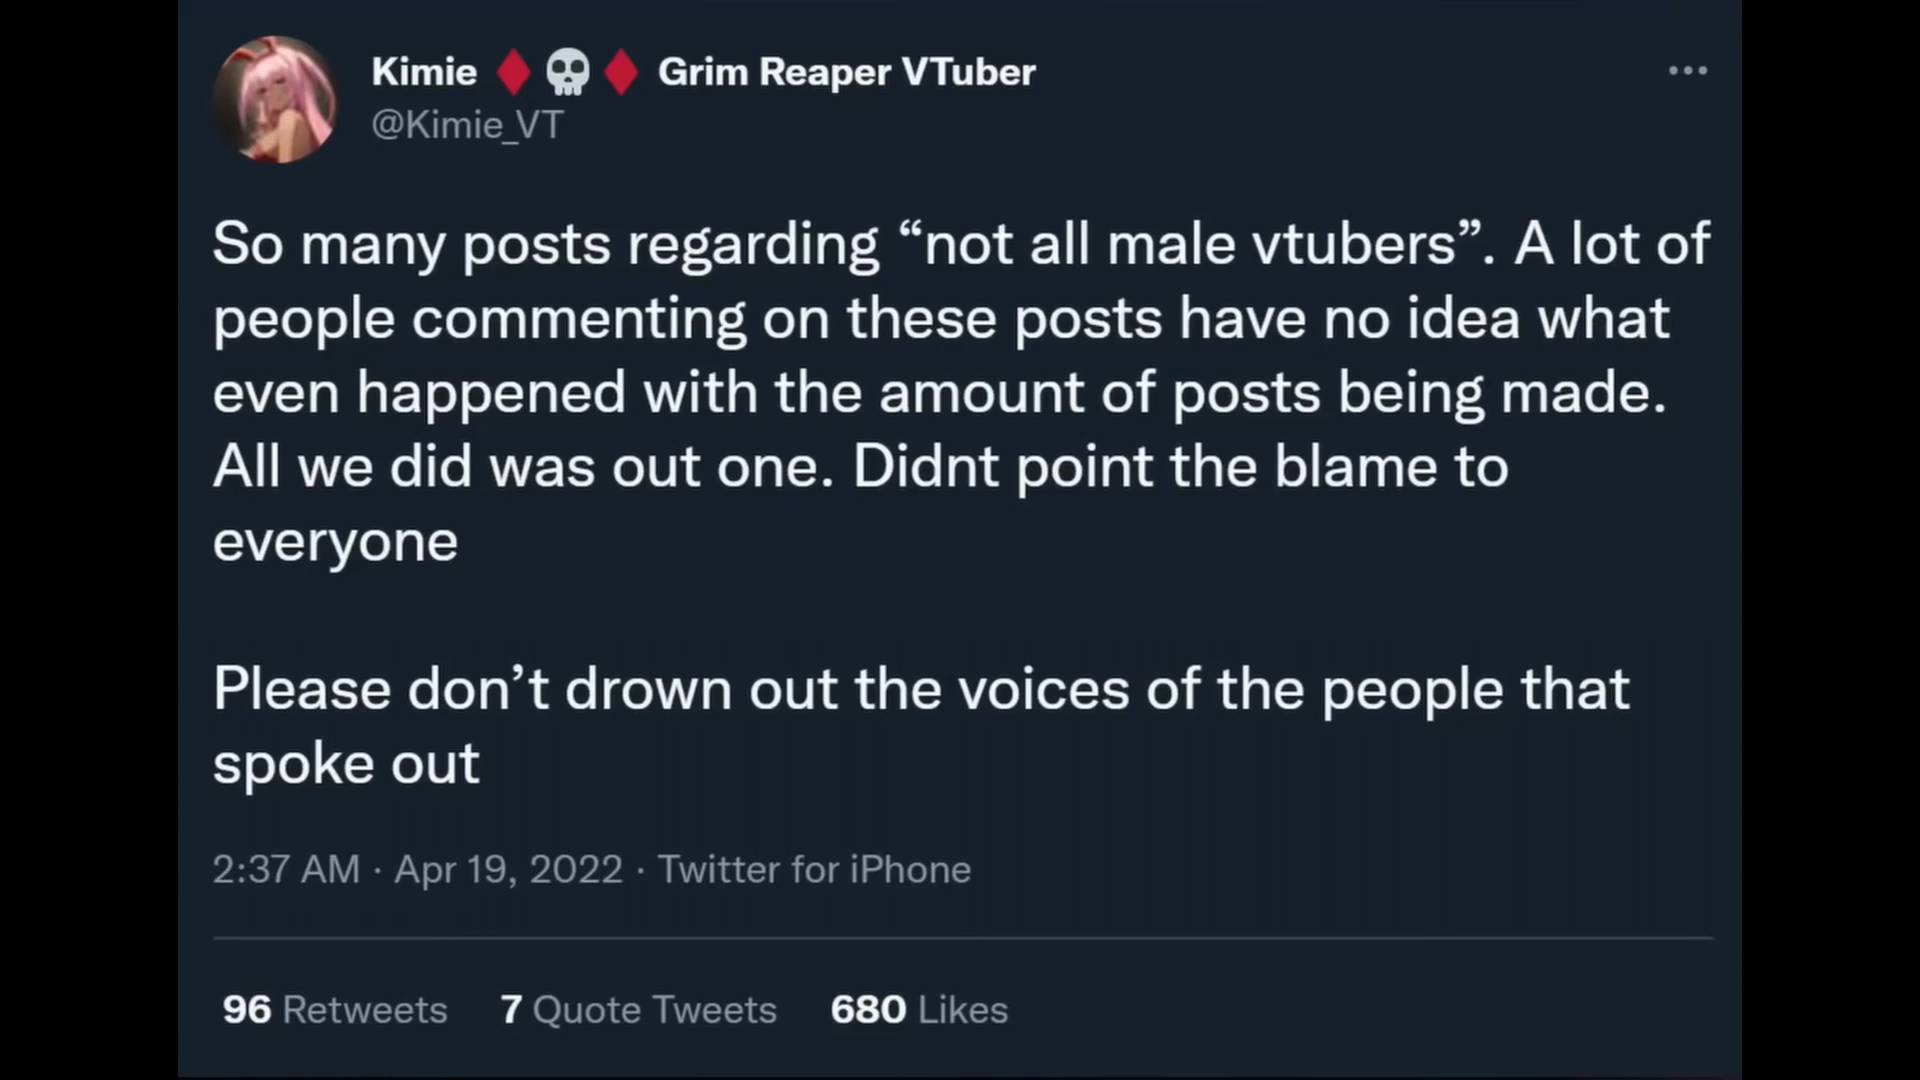 Kimie ♦️💀♦️ Grim Reaper VTuber
@Kimie_VT
So many posts regarding “not all male vtubers”. A lot of
people commenting on these posts have no idea what
even happened with the amount of posts being made.
All we did was out one. Didnt point the blame to
everyone
Please don’t drown out the voices of the people that
spoke out
2:37 AM · Apr 19, 2022 · Twitter for iPhone
96 Retweets 7 Quote Tweets 680 Likes